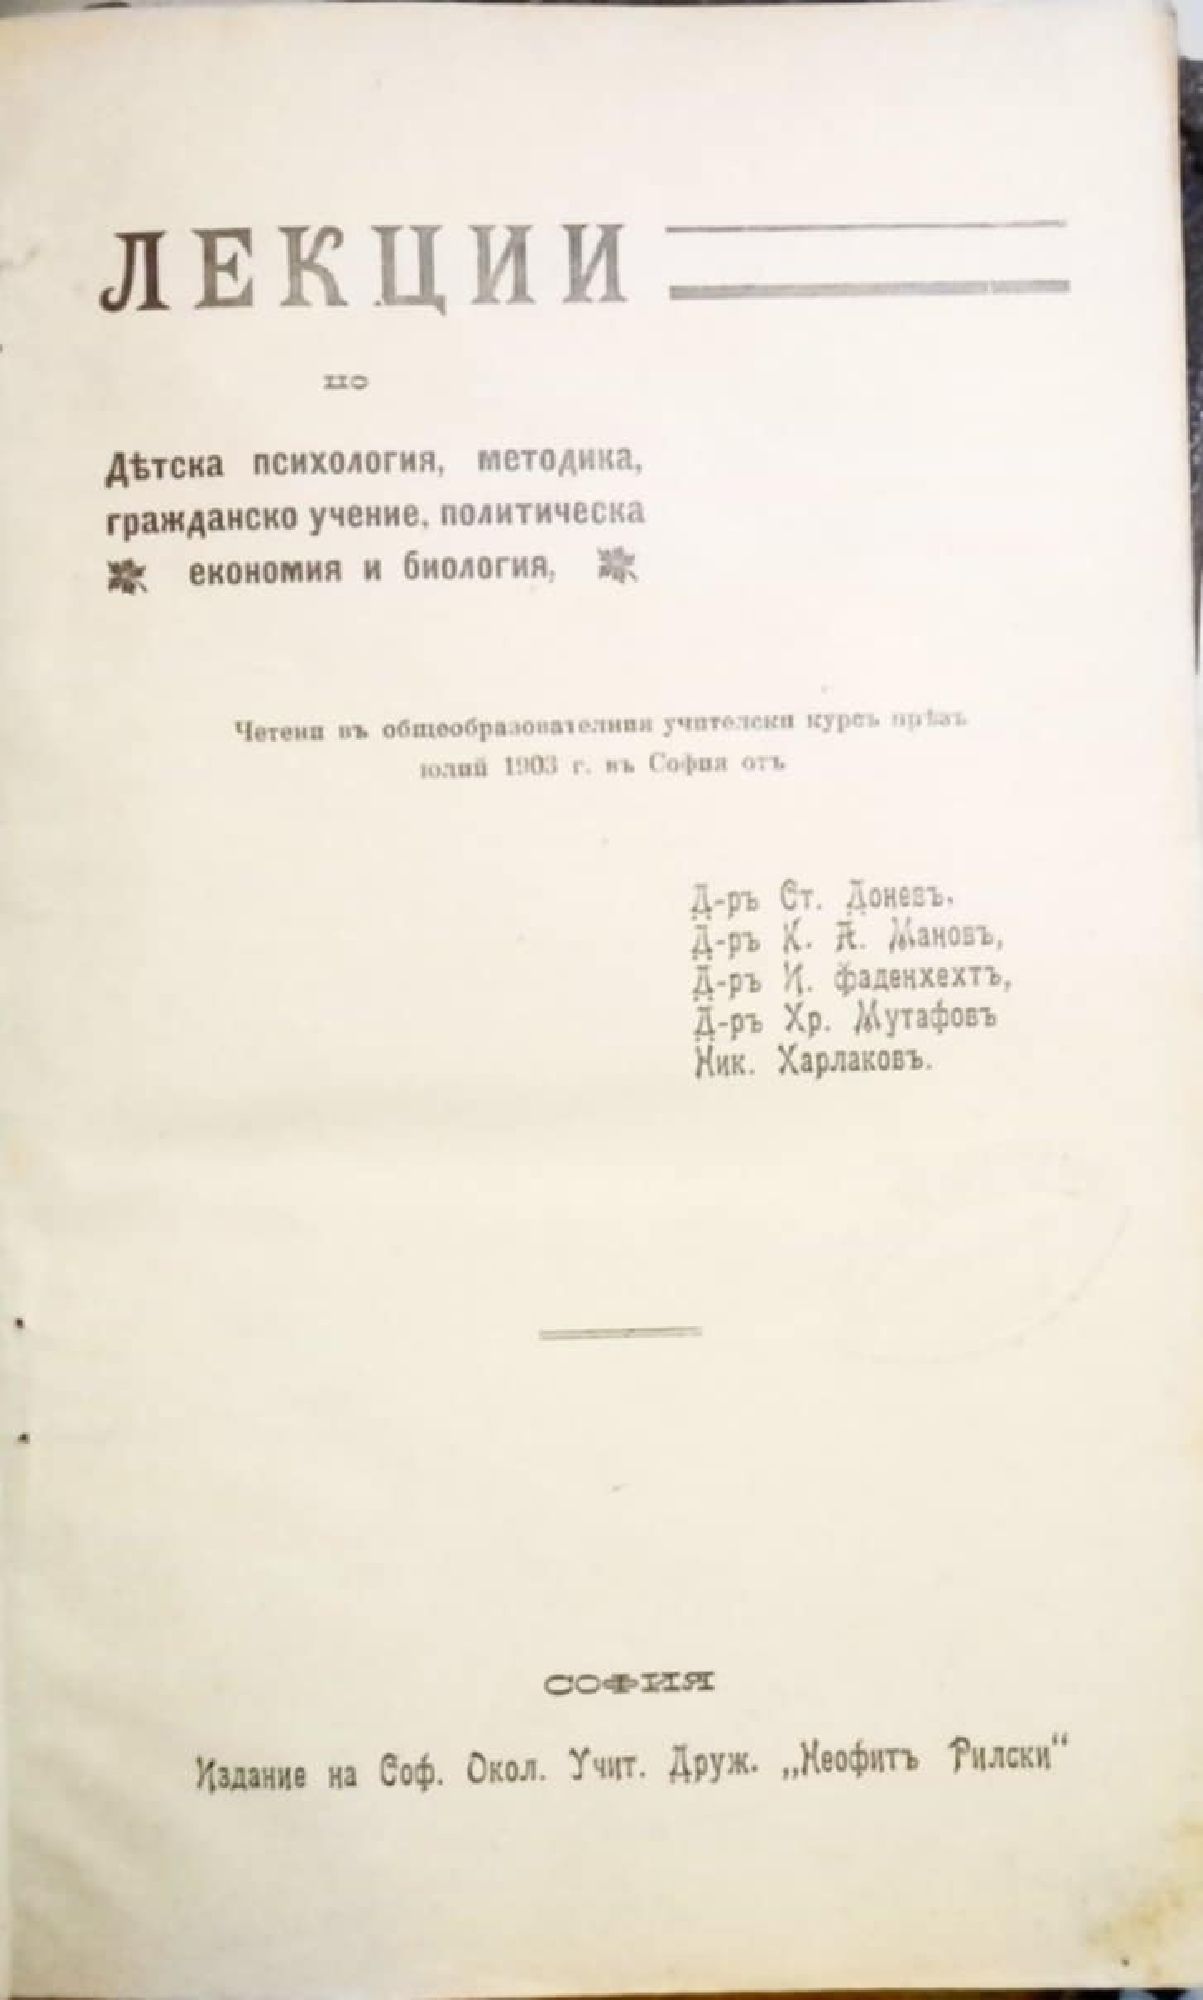 ЛЕКЦИИ
по
Дѣтска психология, методика,
гражданско учение, политическа
економия и биология,
Четени въ общеобразователния учителски курсъ прѣзъ
юлий 1903 г. въ София отъ
Д-ръ Ст. Доневъ,
Д-ръ К. А. Мановъ,
Д-ръ И. Фаденхехтъ,
Д-ръ Хр. Мутафовъ
Ник. Харлаковъ.
СОФИЯ
Издание на Соф. Окол. Учит. Друж. „Неофитъ Рилски“